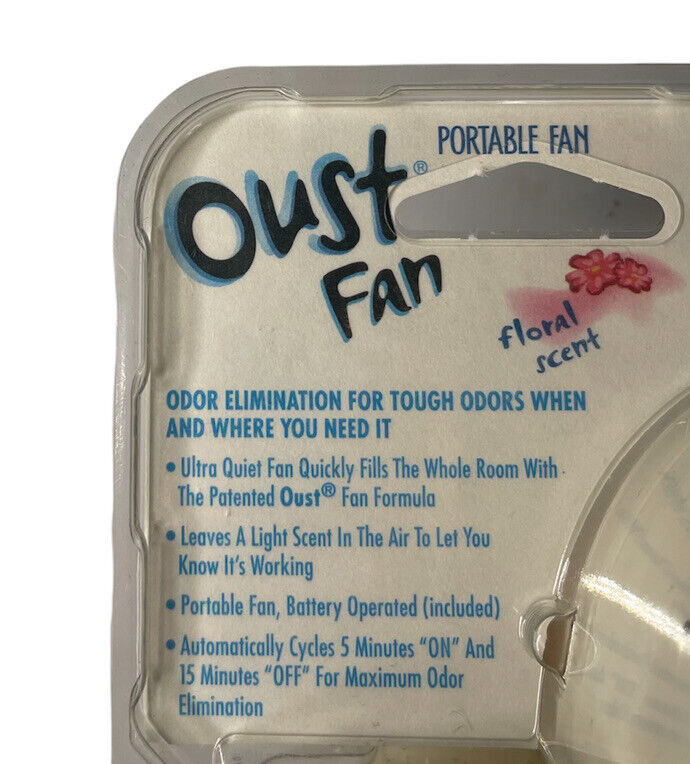 PORTABLE FAN
Oust®
Fan
floral
scent
ODOR ELIMINATION FOR TOUGH ODORS WHEN
AND WHERE YOU NEED IT
• Ultra Quiet Fan Quickly Fills The Whole Room With
The Patented Oust® Fan Formula
• Leaves A Light Scent In The Air To Let You
Know It's Working
• Portable Fan, Battery Operated (included)
• Automatically Cycles 5 Minutes "ON" And
15 Minutes "OFF" For Maximum Odor
Elimination